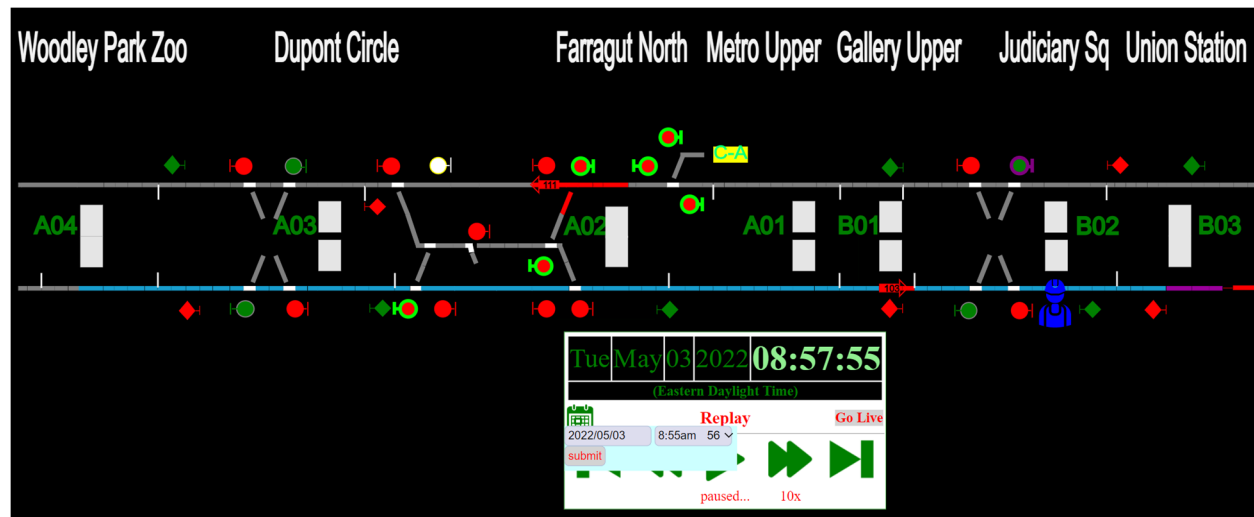 Woodley Park Zoo Dupont Circle Farragut North Metro Upper Gallery Upper Judiciary Sq Union Station
C-A
111
A04 A03 A02 A01 B01 B02 B03
Tue May 03 2022 08:57:55
(Eastern Daylight Time)
Replay Go Live
2022/05/03 8:55am 56
submit
paused... 10x